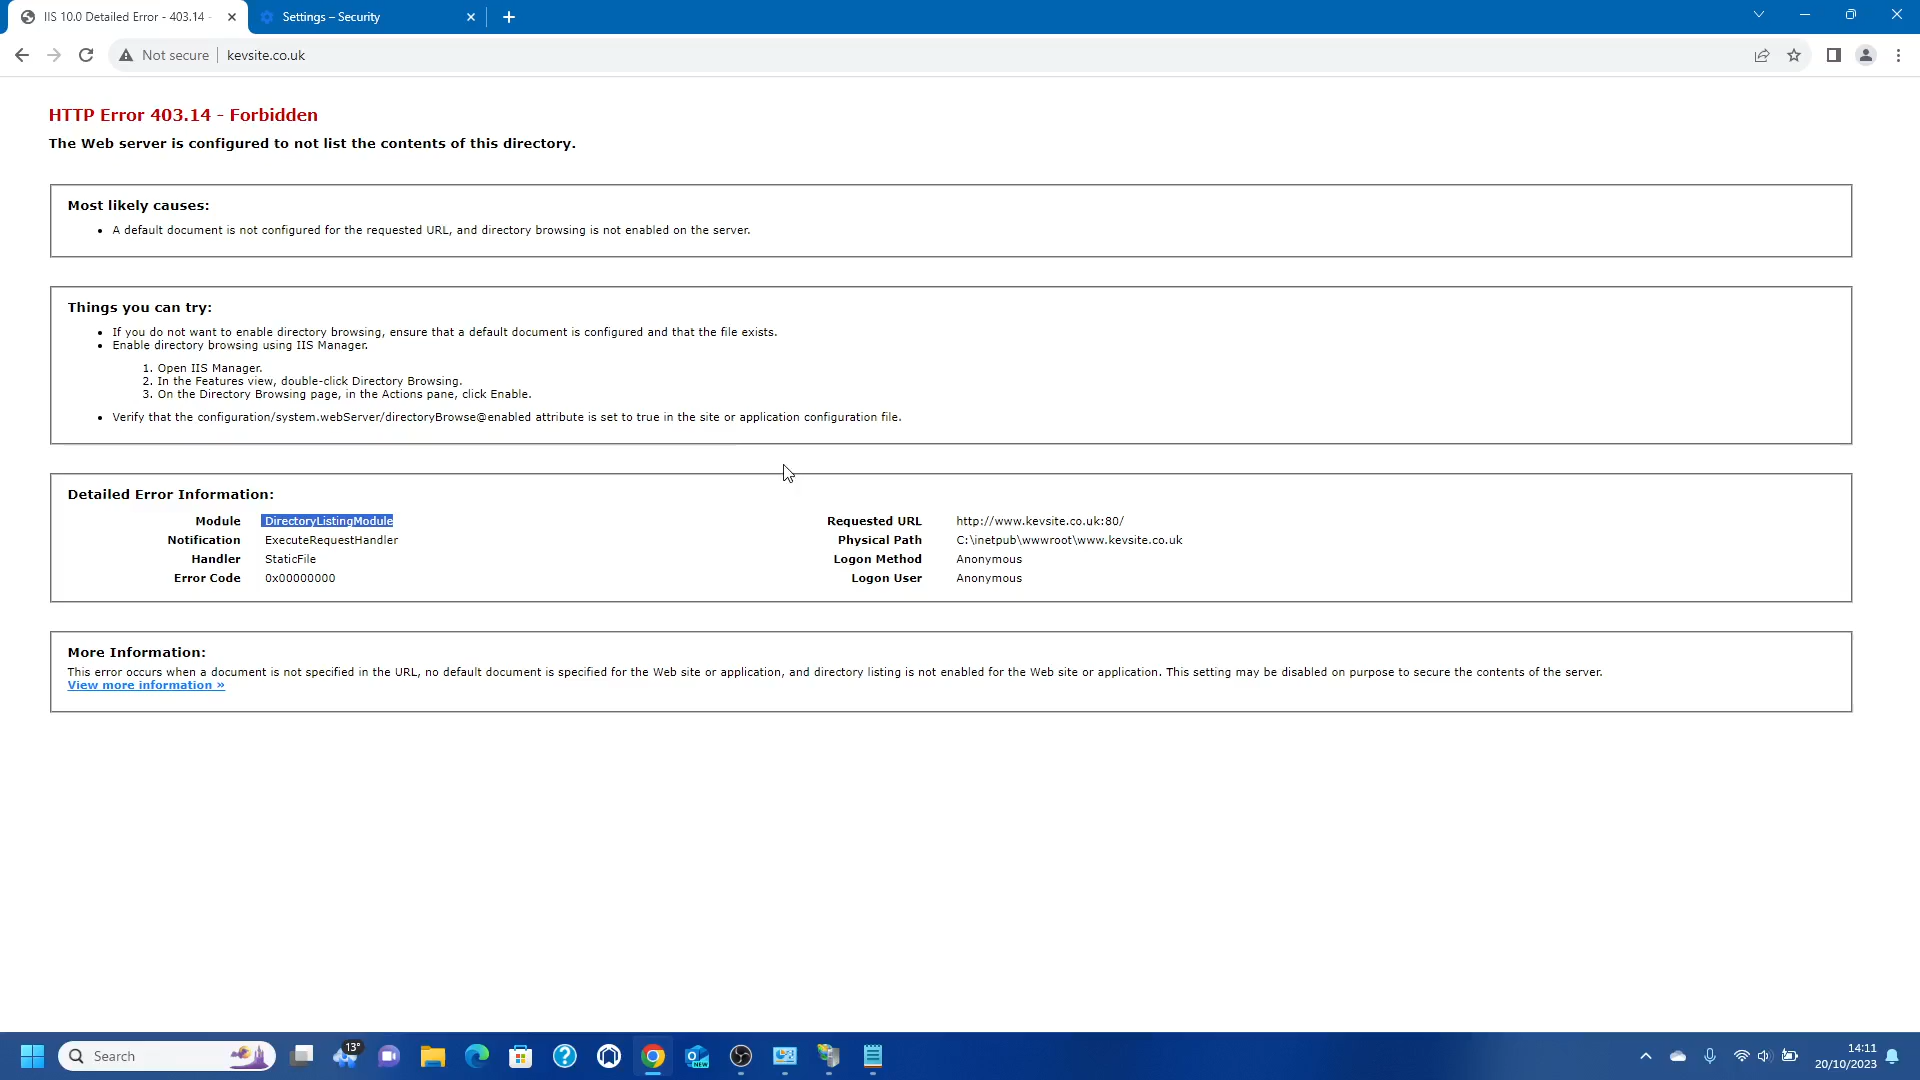 IIS 10.0 Detailed Error - 403.14 -
Settings – Security
Not secure
kevsite.co.uk
HTTP Error 403.14 - Forbidden
The Web server is configured to not list the contents of this directory.
Most likely causes:
• A default document is not configured for the requested URL, and directory browsing is not enabled on the server.
Things you can try:
• If you do not want to enable directory browsing, ensure that a default document is configured and that the file exists.
• Enable directory browsing using IIS Manager.
1. Open IIS Manager.
2. In the Features view, double-click Directory Browsing.
3. On the Directory Browsing page, in the Actions pane, click Enable.
• Verify that the configuration/system.webServer/directoryBrowse@enabled attribute is set to true in the site or application configuration file.
Detailed Error Information:
Module DirectoryListingModule
Notification ExecuteRequestHandler
Handler StaticFile
Error Code 0x00000000
Requested URL http://www.kevsite.co.uk:80/
Physical Path C:\inetpub\wwwroot\www.kevsite.co.uk
Logon Method Anonymous
Logon User Anonymous
More Information:
This error occurs when a document is not specified in the URL, no default document is specified for the Web site or application, and directory listing is not enabled for the Web site or application. This setting may be disabled on purpose to secure the contents of the server.
View more information »
Search
13°
NEW
14:11
20/10/2023